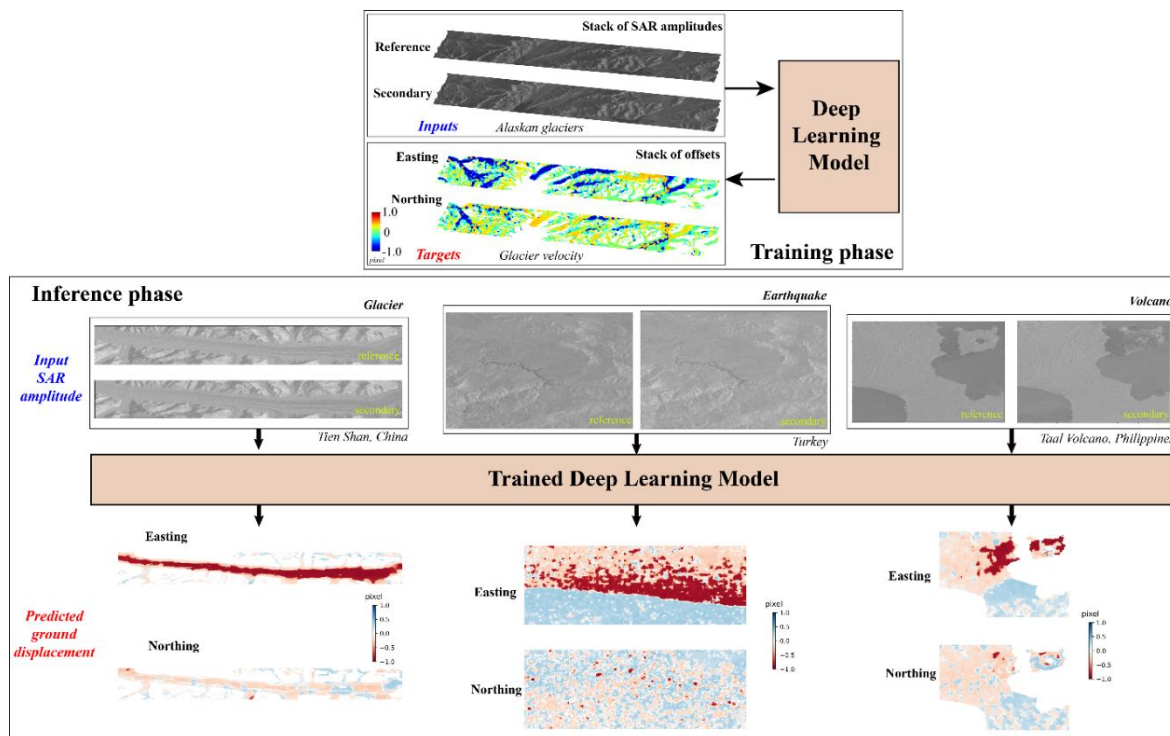 Stack of SAR amplitudes
Reference
Secondary
Inputs
Alaskan glaciers
Deep
Learning
Model
Stack of offsets
Easting
Northing
1.0
0
-1.0
pixel
Targets
Glacier velocity
Training phase
Inference phase
Glacier
Earthquake
Volcano
Input
SAR
amplitude
reference
secondary
reference
secondary
reference
secondary
Tien Shan, China
Turkey
Taal Volcano, Philippines
Trained Deep Learning Model
Predicted
ground
displacement
Easting
Northing
pixel
1.0
0.5
0.0
−0.5
−1.0
Easting
Northing
pixel
1.0
0.5
0.0
−0.5
−1.0
Easting
Northing
pixel
1.0
0.5
0.0
−0.5
−1.0